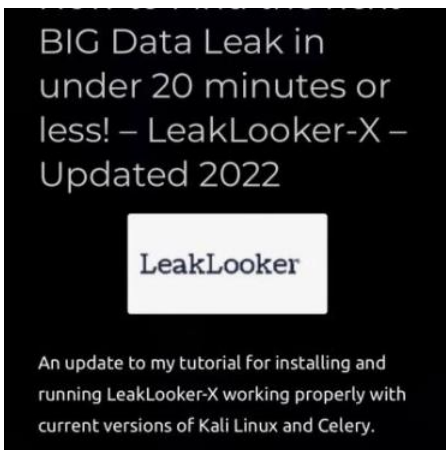 BIG Data Leak in
under 20 minutes or
less! – LeakLooker-X –
Updated 2022
LeakLooker
An update to my tutorial for installing and
running LeakLooker-X working properly with
current versions of Kali Linux and Celery.